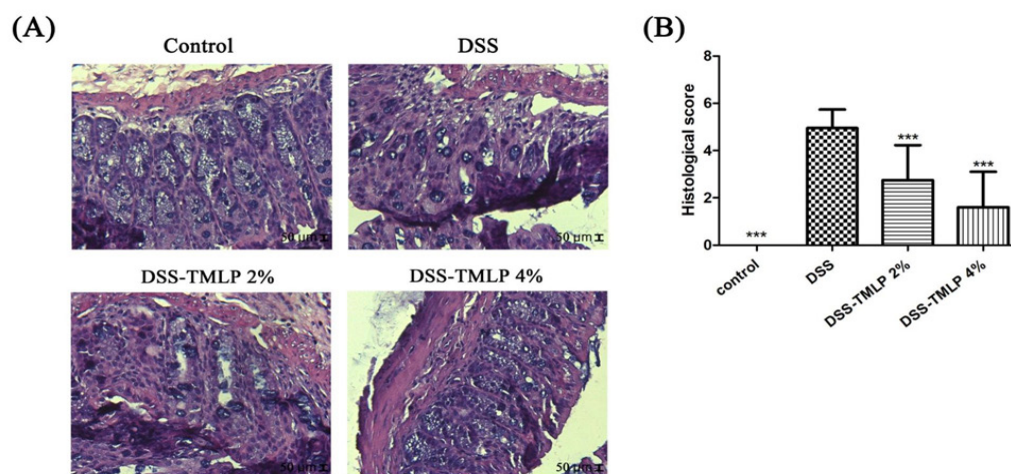 (A)
Control
DSS
50 μm
50 μm
DSS-TMLP 2%
DSS-TMLP 4%
50 μm
50 μm
(B)
Histological score
8
6
4
2
0
***
***
***
control
DSS
DSS-TMLP 2%
DSS-TMLP 4%